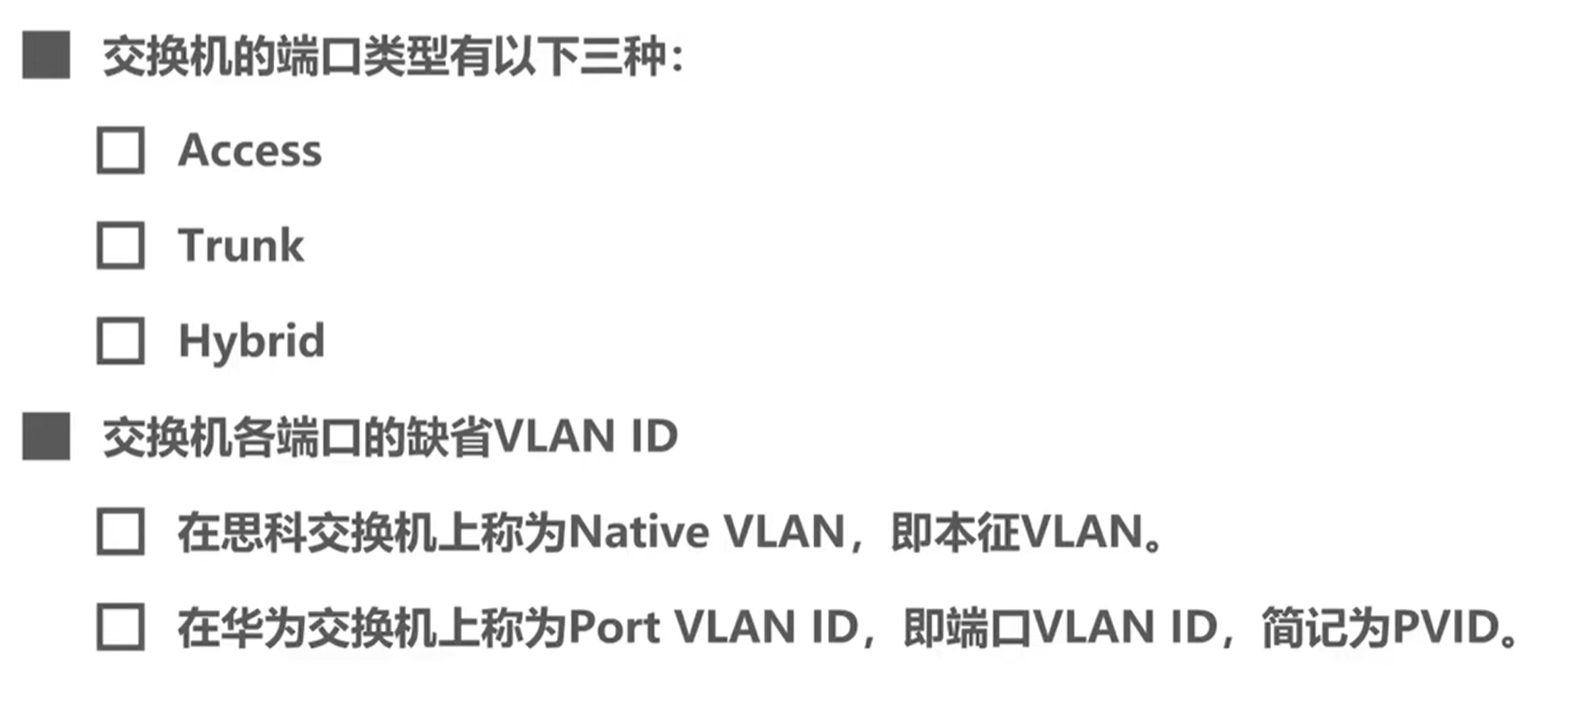 交换机的端口类型有以下三种：
Access
Trunk
Hybrid
交换机各端口的缺省VLAN ID
在思科交换机上称为Native VLAN，即本征VLAN。
在华为交换机上称为Port VLAN ID，即端口VLAN ID，简记为PVID。